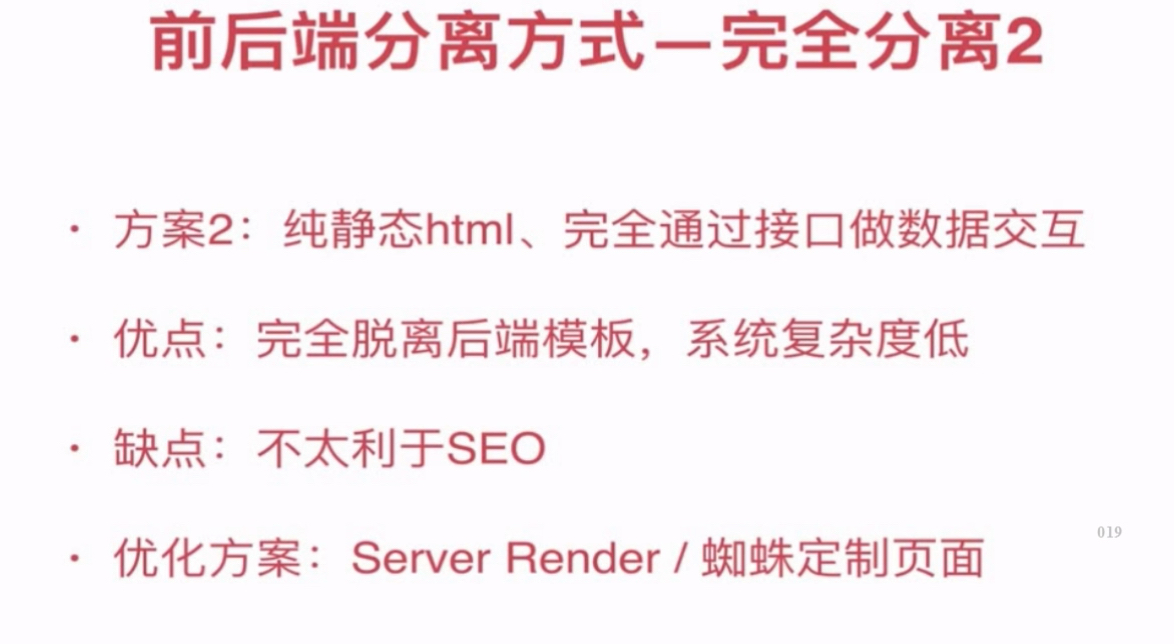 前后端分离方式—完全分离2
· 方案2：纯静态html、完全通过接口做数据交互
· 优点：完全脱离后端模板，系统复杂度低
· 缺点：不太利于SEO
· 优化方案：Server Render / 蜘蛛定制页面
019